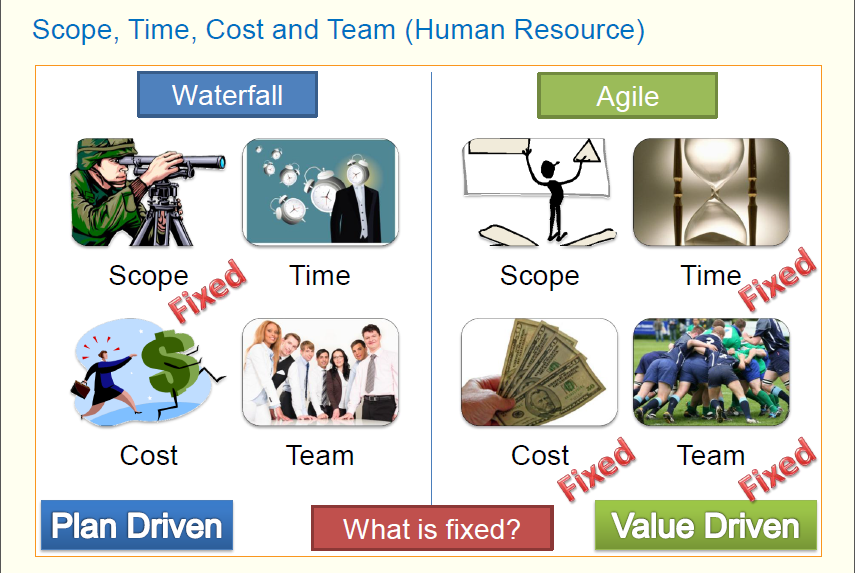 Scope, Time, Cost and Team (Human Resource)
Waterfall
Agile
Scope
Time
Scope
Time
Fixed
Fixed
Cost
Team
Cost
Team
Fixed
Fixed
Plan Driven
What is fixed?
Value Driven